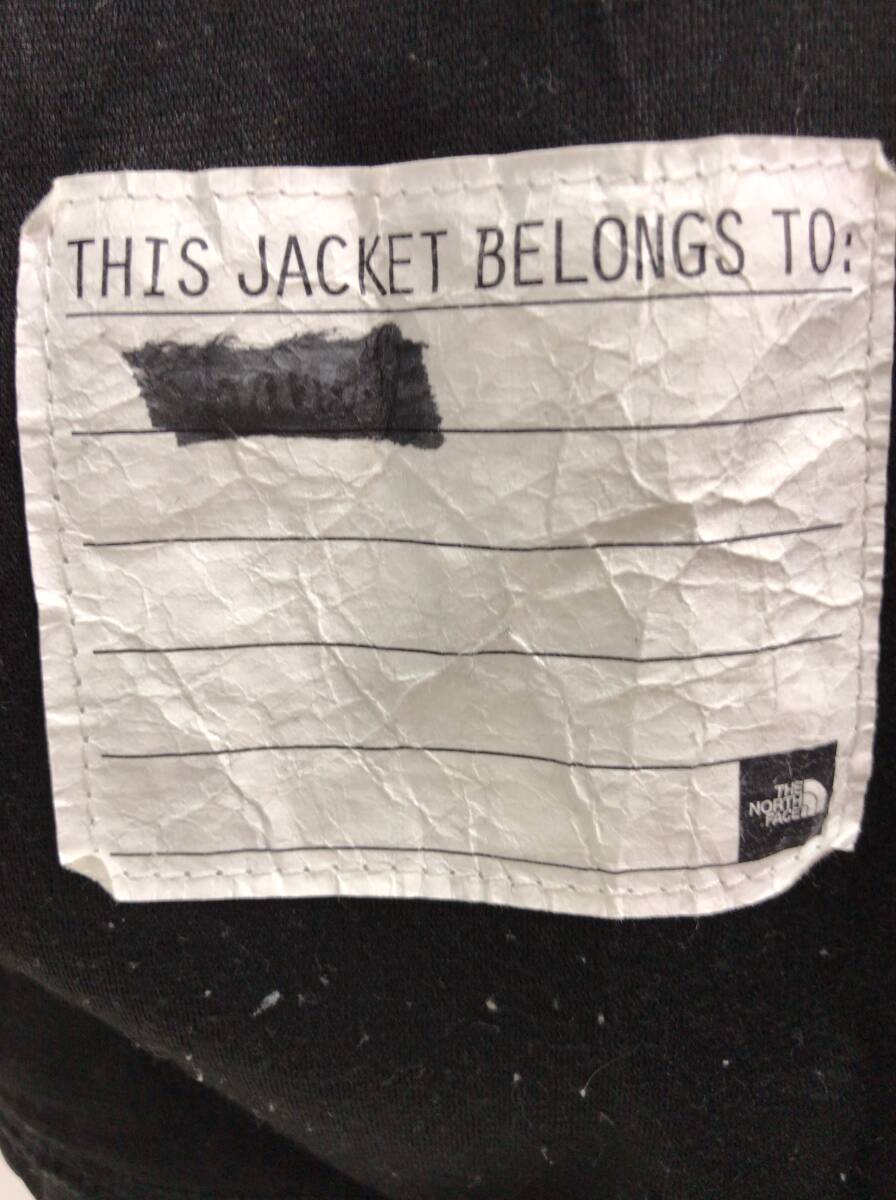 THIS JACKET BELONGS TO:
THE
NORTH
FACE